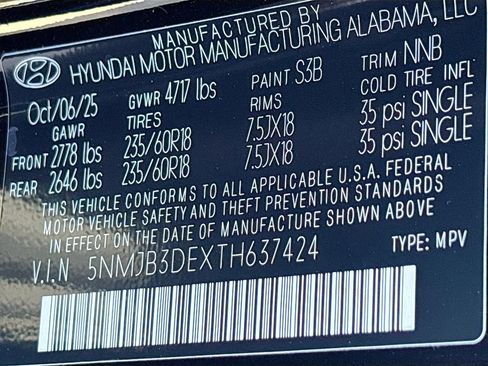 MANUFACTURED BY
HYUNDAI MOTOR MANUFACTURING ALABAMA, LLC
Oct/06/25 GVWR 4717 lbs PAINT S3B TRIM NNB
GAWR TIRES RIMS COLD TIRE INFL
FRONT 2778 lbs 235/60R18 7.5JX18 35 psi SINGLE
REAR 2646 lbs 235/60R18 7.5JX18 35 psi SINGLE
THIS VEHICLE CONFORMS TO ALL APPLICABLE U.S.A. FEDERAL
MOTOR VEHICLE SAFETY AND THEFT PREVENTION STANDARDS
IN EFFECT ON THE DATE OF MANUFACTURE SHOWN ABOVE
V.I.N 5NMJB3DEXTH637424 TYPE: MPV